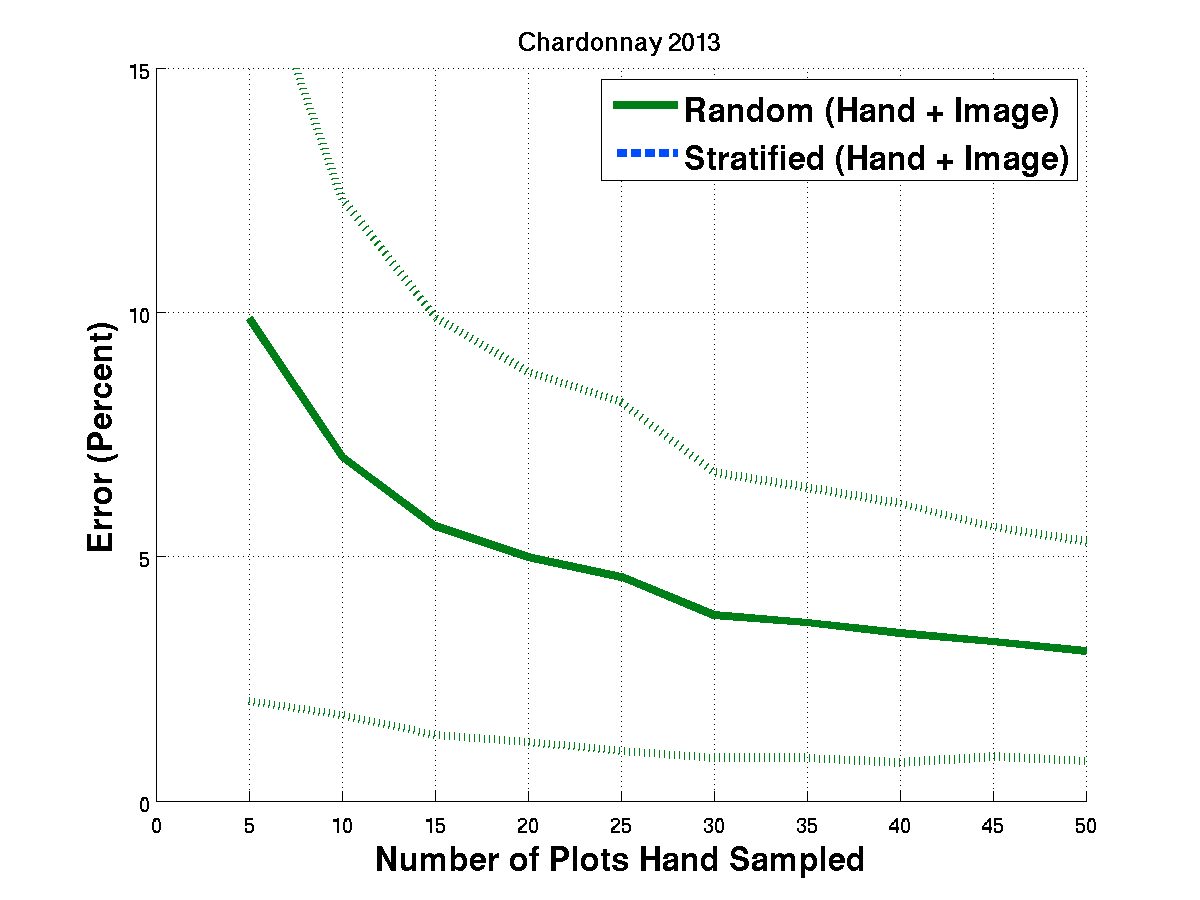 Chardonnay 2013
Random (Hand + Image)
Stratified (Hand + Image)
15
10
5
0
Error (Percent)
0 5 10 15 20 25 30 35 40 45 50
Number of Plots Hand Sampled